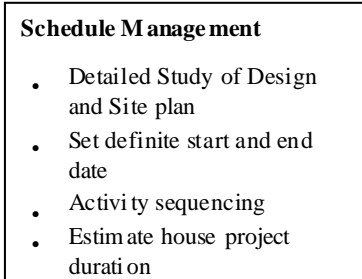 Schedule Management
• Detailed Study of Design
and Site plan
• Set definite start and end
date
• Activity sequencing
• Estimate house project
duration